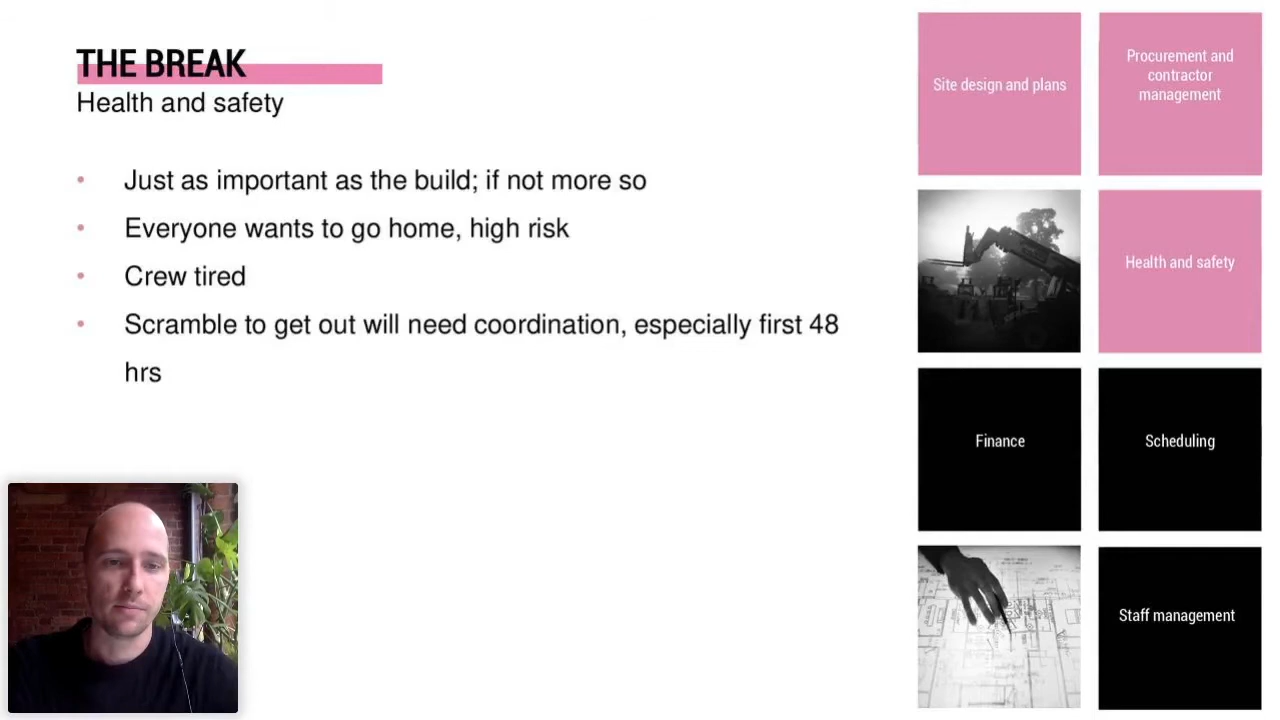 THE BREAK
Health and safety
• Just as important as the build; if not more so
• Everyone wants to go home, high risk
• Crew tired
• Scramble to get out will need coordination, especially first 48
hrs
Site design and plans
Procurement and
contractor
management
Health and safety
Finance
Scheduling
Staff management